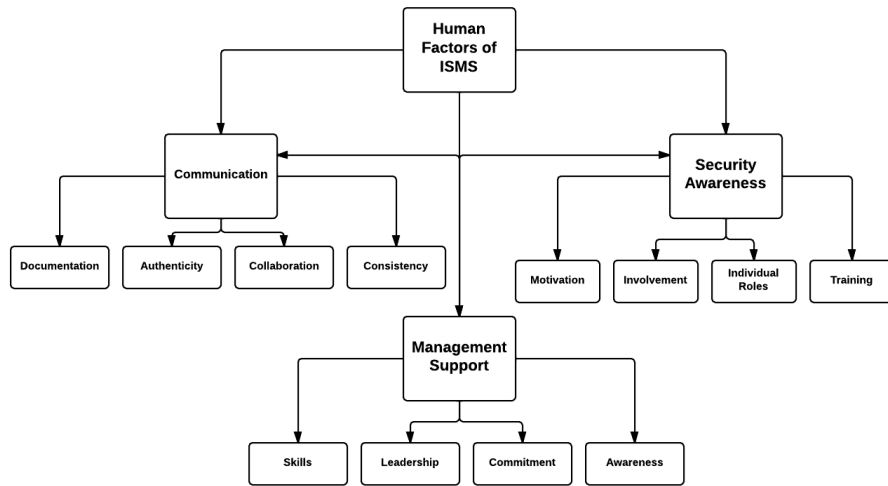 Human
Factors of
ISMS
Communication
Security
Awareness
Documentation
Authenticity
Collaboration
Consistency
Motivation
Involvement
Individual
Roles
Training
Management
Support
Skills
Leadership
Commitment
Awareness